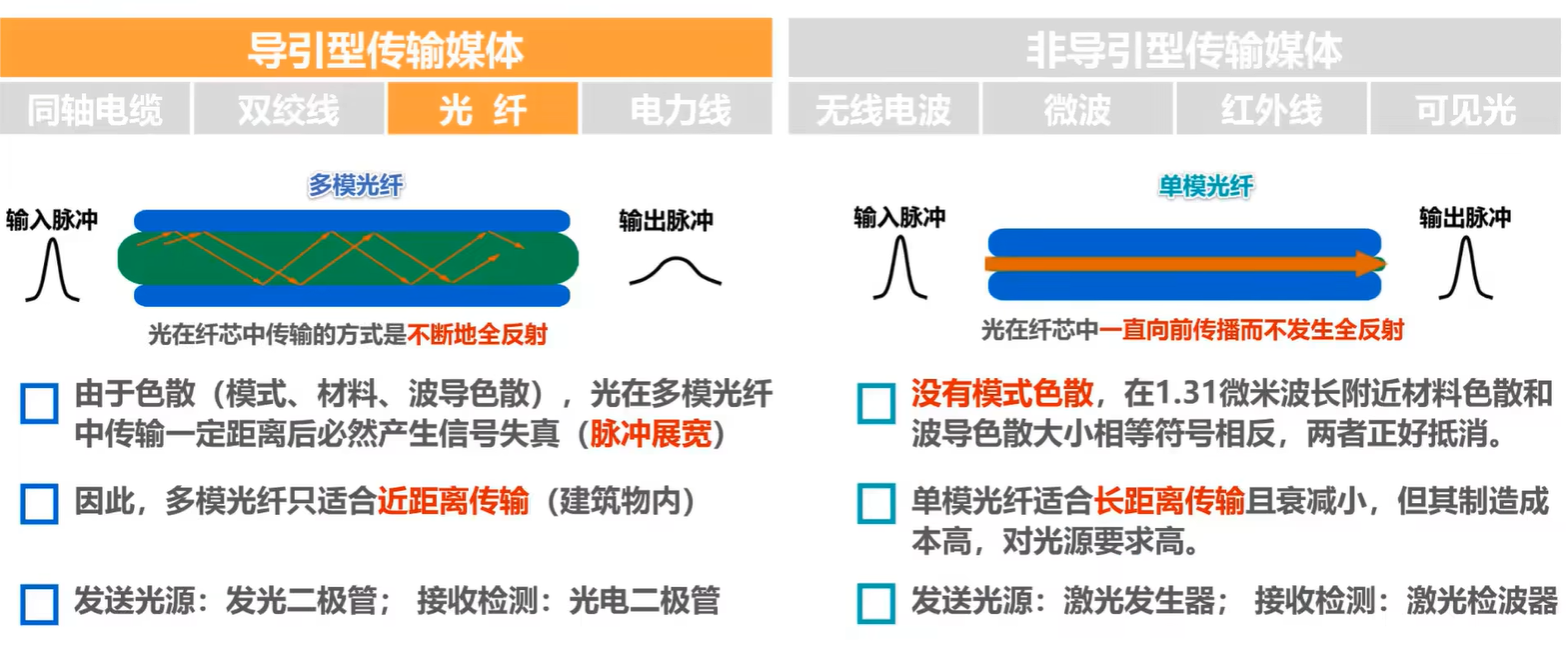 导引型传输媒体
非导引型传输媒体
同轴电缆
双绞线
光 纤
电力线
无线电波
微波
红外线
可见光
多模光纤
输入脉冲
输出脉冲
光在纤芯中传输的方式是不断地全反射
由于色散（模式、材料、波导色散），光在多模光纤
中传输一定距离后必然产生信号失真（脉冲展宽）
因此，多模光纤只适合近距离传输（建筑物内）
发送光源：发光二极管； 接收检测：光电二极管
单模光纤
输入脉冲
输出脉冲
光在纤芯中一直向前传播而不发生全反射
没有模式色散，在1.31微米波长附近材料色散和
波导色散大小相等符号相反，两者正好抵消。
单模光纤适合长距离传输且衰减小，但其制造成
本高，对光源要求高。
发送光源：激光发生器； 接收检测：激光检波器